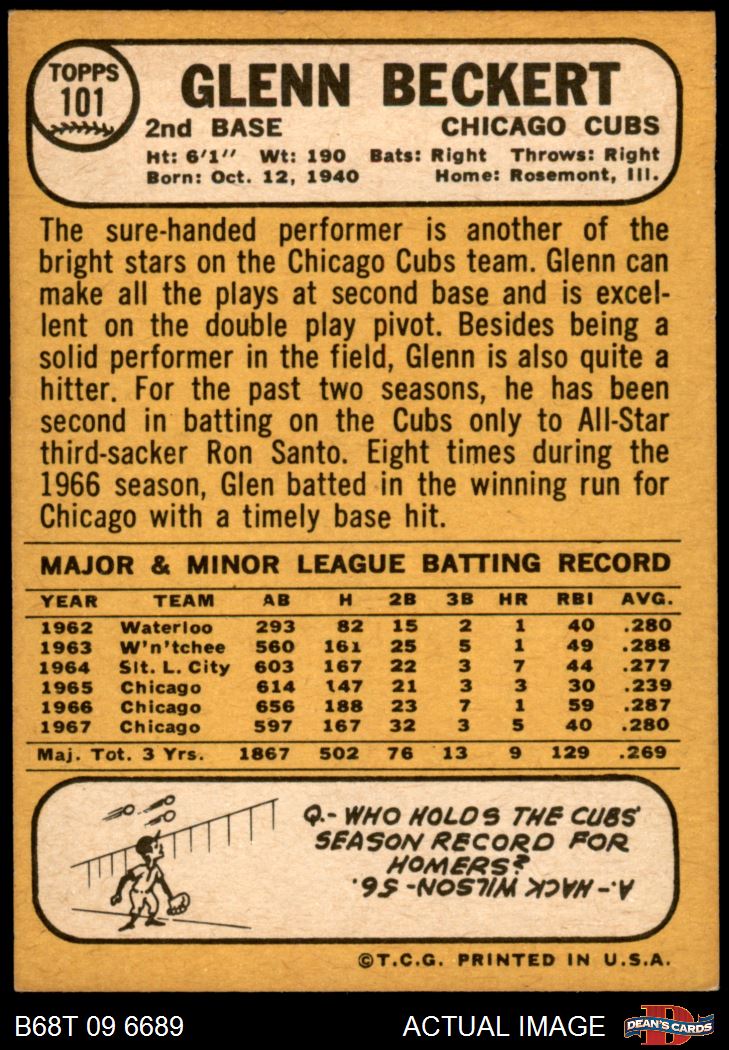 TOPPS
101
GLENN BECKERT
2nd BASE CHICAGO CUBS
Ht: 6'1" Wt: 190 Bats: Right Throws: Right
Born: Oct. 12, 1940 Home: Rosemont, Ill.
The sure-handed performer is another of the
bright stars on the Chicago Cubs team. Glenn can
make all the plays at second base and is excel-
lent on the double play pivot. Besides being a
solid performer in the field, Glenn is also quite a
hitter. For the past two seasons, he has been
second in batting on the Cubs only to All-Star
third-sacker Ron Santo. Eight times during the
1966 season, Glen batted in the winning run for
Chicago with a timely base hit.
MAJOR & MINOR LEAGUE BATTING RECORD
YEAR TEAM AB H 2B 3B HR RBI AVG.
1962 Waterloo 293 82 15 2 1 40 .280
1963 W'n'tchee 560 161 25 5 1 49 .288
1964 Slt. L. City 603 167 22 3 7 44 .277
1965 Chicago 614 147 21 3 3 30 .239
1966 Chicago 656 188 23 7 1 59 .287
1967 Chicago 597 167 32 3 5 40 .280
Maj. Tot. 3 Yrs. 1867 502 76 13 9 129 .269
Q.- WHO HOLDS THE CUBS'
SEASON RECORD FOR
HOMERS?
A.- HACK WILSON- 56.
©T.C.G. PRINTED IN U.S.A.
B68T 09 6689 ACTUAL IMAGE
D
DEAN'S CARDS